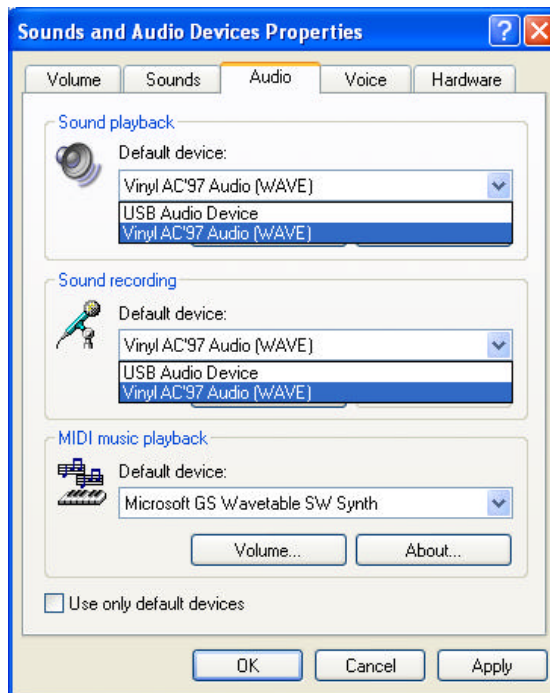 Sounds and Audio Devices Properties
Volume Sounds Audio Voice Hardware
Sound playback
Default device:
Vinyl AC'97 Audio (WAVE)
USB Audio Device
Vinyl AC'97 Audio (WAVE)
Sound recording
Default device:
Vinyl AC'97 Audio (WAVE)
USB Audio Device
Vinyl AC'97 Audio (WAVE)
MIDI music playback
Default device:
Microsoft GS Wavetable SW Synth
Volume... About...
Use only default devices
OK Cancel Apply